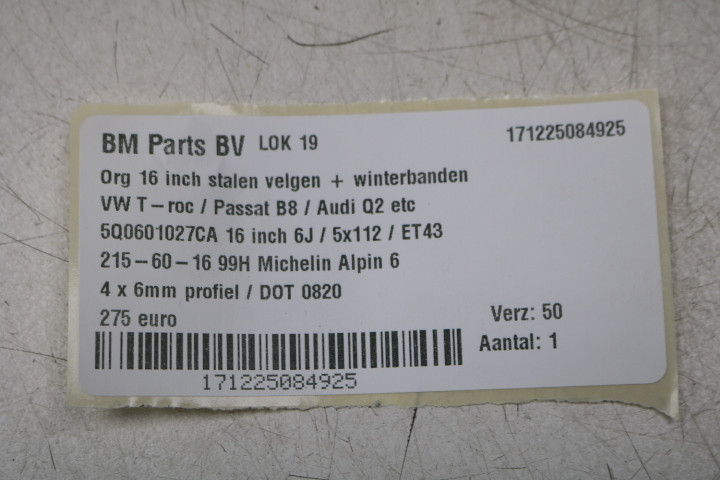 BM Parts BV LOK 19 171225084925
Org 16 inch stalen velgen + winterbanden
VW T-roc / Passat B8 / Audi Q2 etc
5Q0601027CA 16 inch 6J / 5x112 / ET43
215-60-16 99H Michelin Alpin 6
4 x 6mm profiel / DOT 0820
275 euro Verz: 50
Aantal: 1
171225084925